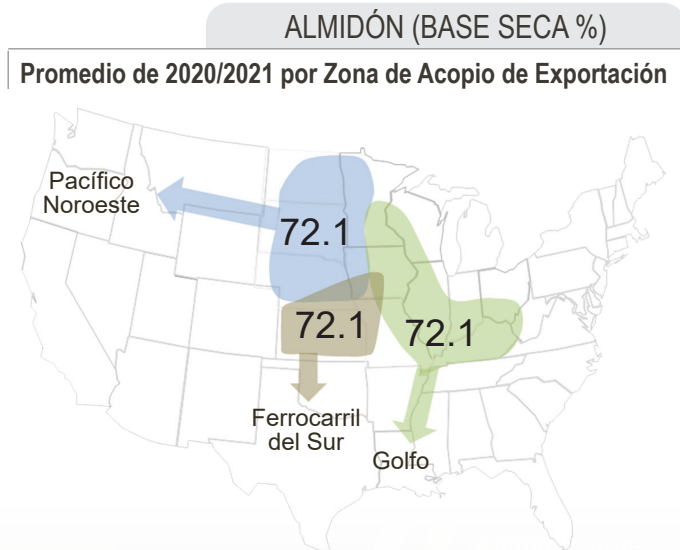 ALMIDÓN (BASE SECA %)
Promedio de 2020/2021 por Zona de Acopio de Exportación
Pacífico
Noroeste
72.1
72.1
72.1
Ferrocarril
del Sur
Golfo